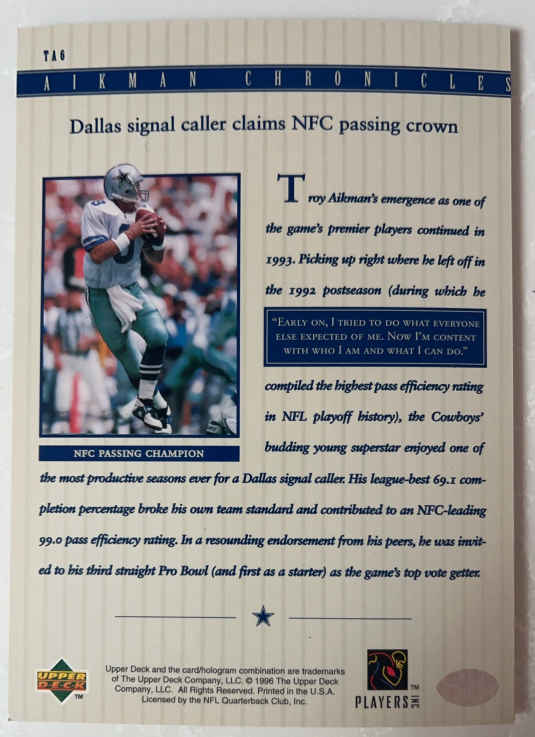 TA6
AIKMAN CHRONICLES
Dallas signal caller claims NFC passing crown
Troy Aikman's emergence as one of
the game's premier players continued in
1993. Picking up right where he left off in
the 1992 postseason (during which he
"EARLY ON, I TRIED TO DO WHAT EVERYONE
ELSE EXPECTED OF ME. NOW I'M CONTENT
WITH WHO I AM AND WHAT I CAN DO."
compiled the highest pass efficiency rating
in NFL playoff history), the Cowboys'
budding young superstar enjoyed one of
NFC PASSING CHAMPION
the most productive seasons ever for a Dallas signal caller. His league-best 69.1 com-
pletion percentage broke his own team standard and contributed to an NFC-leading
99.0 pass efficiency rating. In a resounding endorsement from his peers, he was invit-
ed to his third straight Pro Bowl (and first as a starter) as the game's top vote getter.
UPPER DECK TM
Upper Deck and the card/hologram combination are trademarks
of The Upper Deck Company, LLC. © 1996 The Upper Deck
Company, LLC. All Rights Reserved. Printed in the U.S.A.
Licensed by the NFL Quarterback Club, Inc.
PLAYERS INC TM